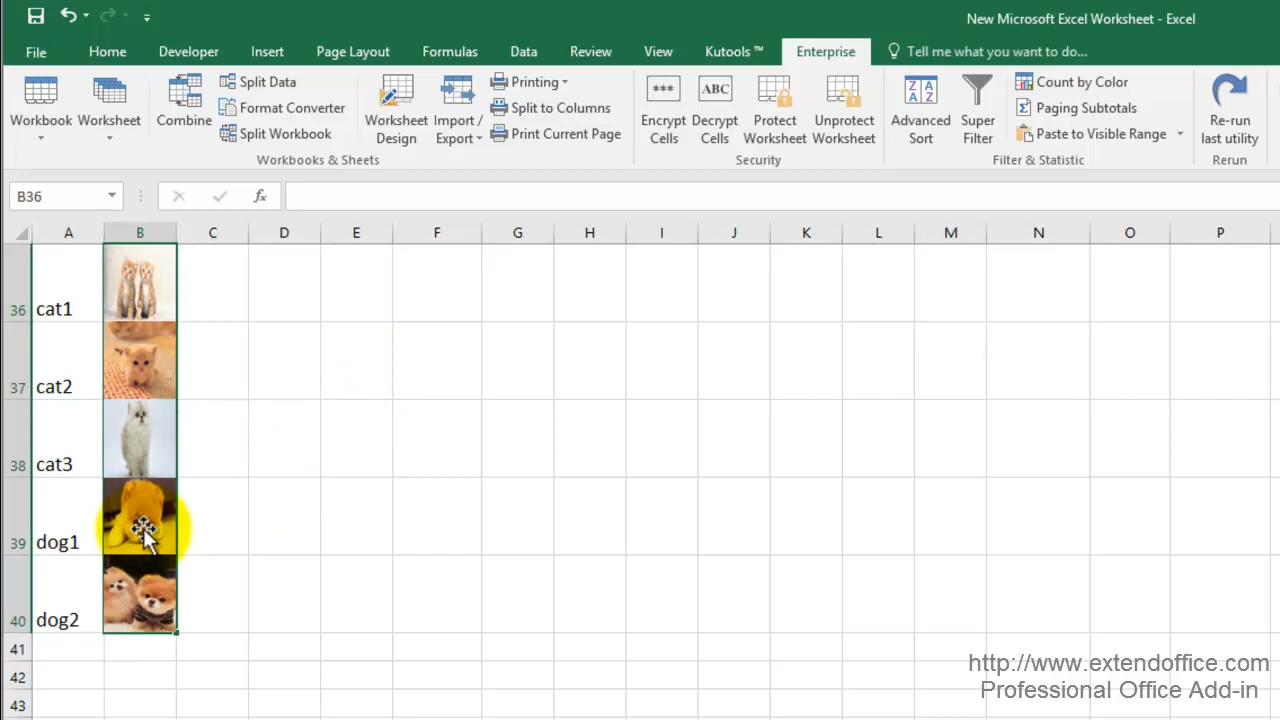 New Microsoft Excel Worksheet - Excel
File Home Developer Insert Page Layout Formulas Data Review View Kutools ™ Enterprise Tell me what you want to do...
Workbook
Worksheet
Combine
Split Data
Format Converter
Split Workbook
Workbooks & Sheets
Worksheet Design
Import / Export
Printing
Split to Columns
Print Current Page
*** Encrypt Cells
ABC Decrypt Cells
Protect Worksheet
Unprotect Worksheet
Security
Advanced Sort
Super Filter
Count by Color
Paging Subtotals
Paste to Visible Range
Filter & Statistic
Re-run last utility
Rerun
B36 fx
A B C D E F G H I J K L M N O P
36 cat1
37 cat2
38 cat3
39 dog1
40 dog2
41
42
43
http://www.extendoffice.com
Professional Office Add-in